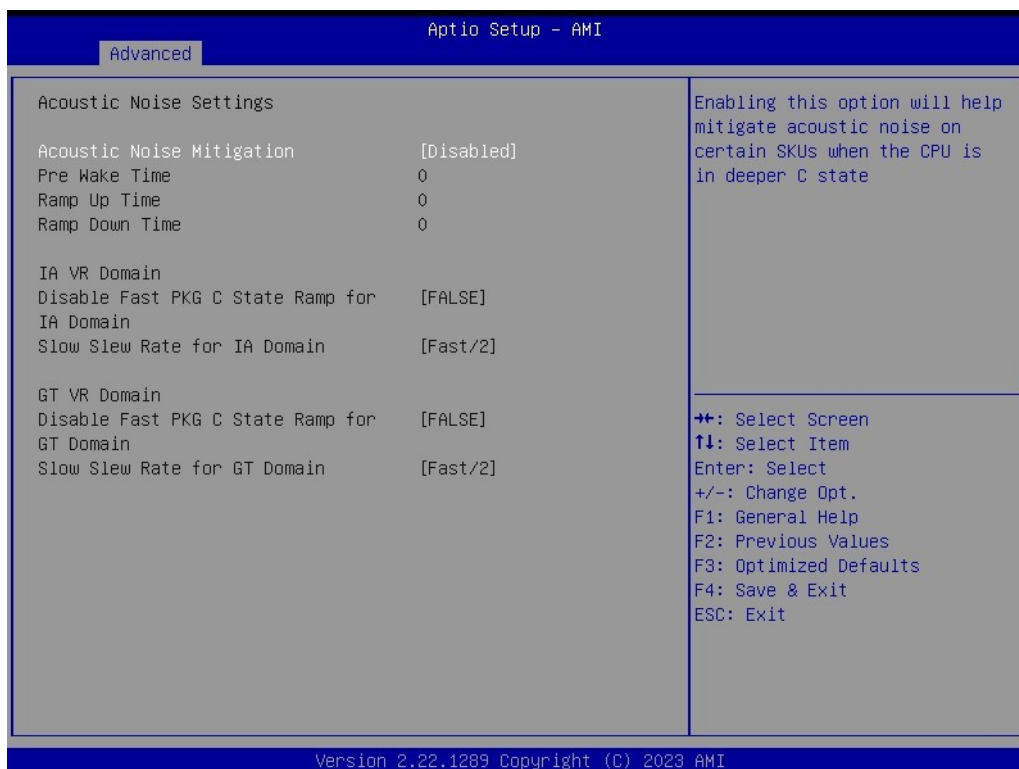 Aptio Setup – AMI
Advanced
Acoustic Noise Settings
Acoustic Noise Mitigation [Disabled]
Pre Wake Time 0
Ramp Up Time 0
Ramp Down Time 0
IA VR Domain
Disable Fast PKG C State Ramp for [FALSE]
IA Domain
Slow Slew Rate for IA Domain [Fast/2]
GT VR Domain
Disable Fast PKG C State Ramp for [FALSE]
GT Domain
Slow Slew Rate for GT Domain [Fast/2]
Enabling this option will help
mitigate acoustic noise on
certain SKUs when the CPU is
in deeper C state
→←: Select Screen
↑↓: Select Item
Enter: Select
+/-: Change Opt.
F1: General Help
F2: Previous Values
F3: Optimized Defaults
F4: Save & Exit
ESC: Exit
Version 2.22.1289 Copyright (C) 2023 AMI